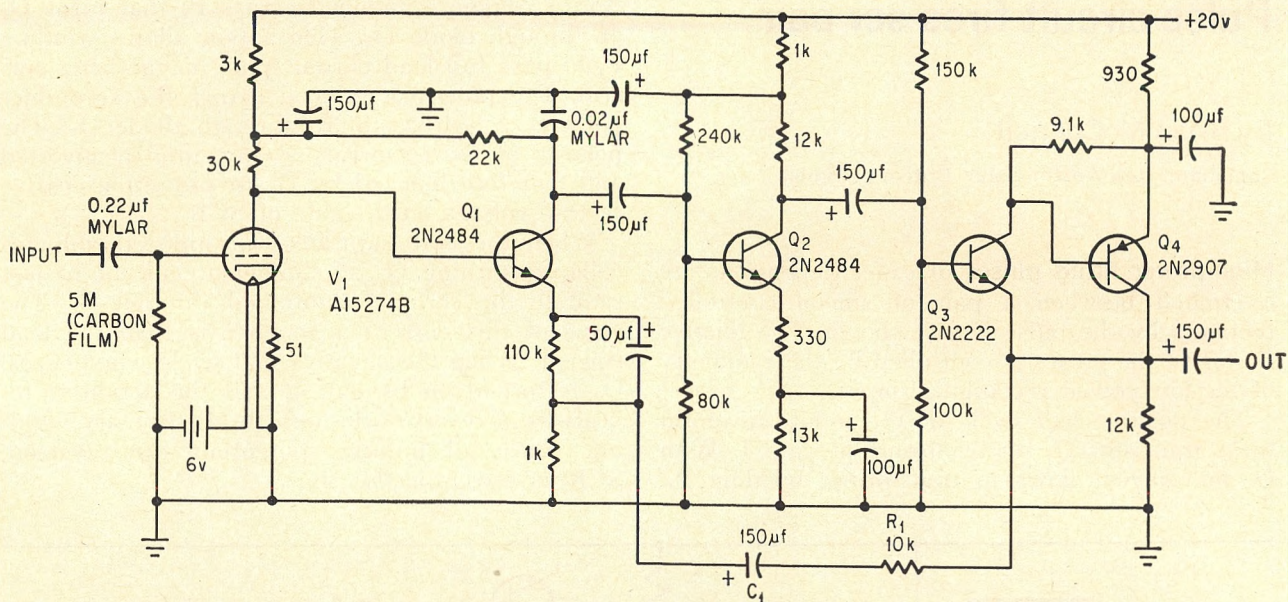 +20v
3k
150µf
+
1k
150k
930
150µf
+
0.02µf
MYLAR
240k
9.1k
100µf
+
22k
12k
30k
150µf
+
150µf
+
0.22µf
MYLAR
Q1
2N2484
Q2
2N2484
Q4
2N2907
INPUT
V1
A15274B
Q3
2N2222
5M
(CARBON
FILM)
51
110k
50µf
+
330
150µf
+
OUT
80k
100k
12k
6v
1k
13k
100µf
+
150µf
+
C1
R1
10k